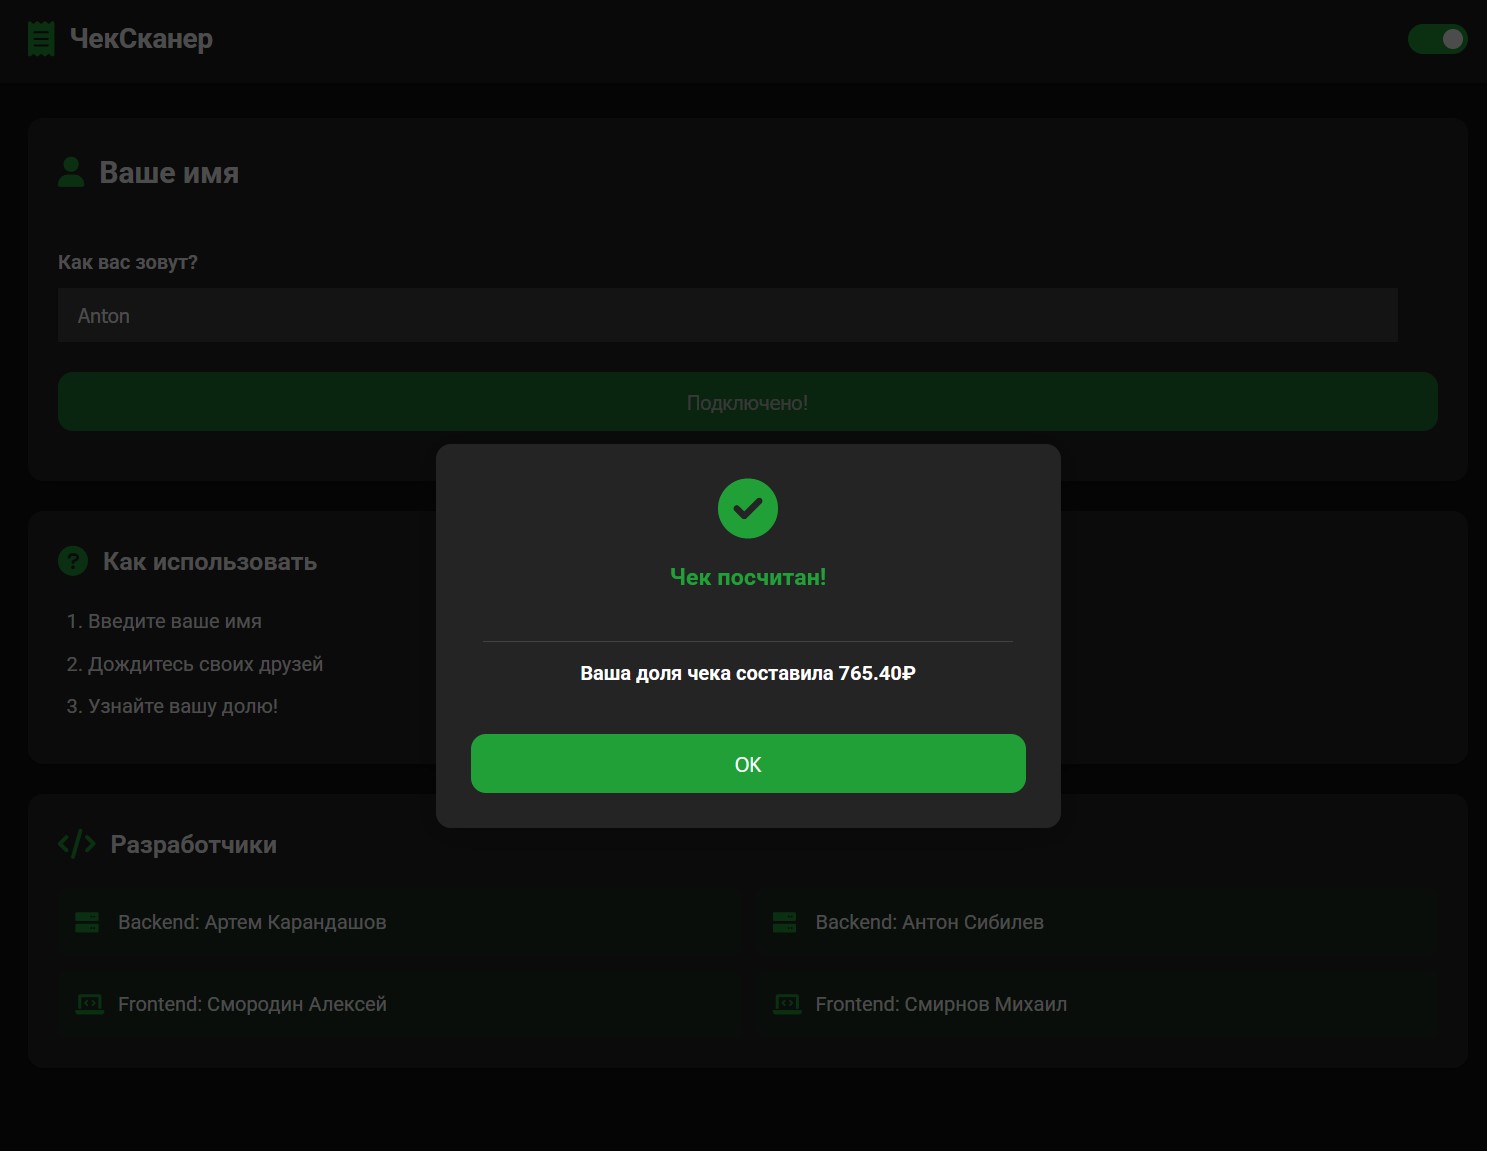 ЧекСканер
Ваше имя
Как вас зовут?
Anton
Подключено!
Чек посчитан!
Ваша доля чека составила 765.40₽
OK
Как использовать
1. Введите ваше имя
2. Дождитесь своих друзей
3. Узнайте вашу долю!
Разработчики
Backend: Артем Карандашов
Backend: Антон Сибилев
Frontend: Смородин Алексей
Frontend: Смирнов Михаил